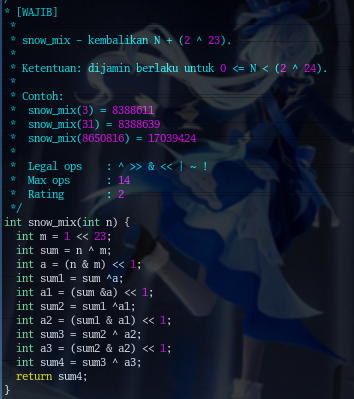 * [WAJIB]
*
* snow_mix - kembalikan N + (2 ^ 23).
*
* Ketentuan: dijamin berlaku untuk 0 <= N < (2 ^ 24).
*
* Contoh:
*  snow_mix(3) = 8388611
*  snow_mix(31) = 8388639
*  snow_mix(8650816) = 17039424
*
*  Legal ops    : ^ >> & << | ~ !
*  Max ops      : 14
*  Rating       : 2
*/
int snow_mix(int n) {
  int m = 1 << 23;
  int sum = n ^ m;
  int a = (n & m) << 1;
  int sum1 = sum ^a;
  int a1 = (sum &a) << 1;
  int sum2 = sum1 ^a1;
  int a2 = (sum1 & a1) << 1;
  int sum3 = sum2 ^ a2;
  int a3 = (sum2 & a2) << 1;
  int sum4 = sum3 ^ a3;
  return sum4;
}